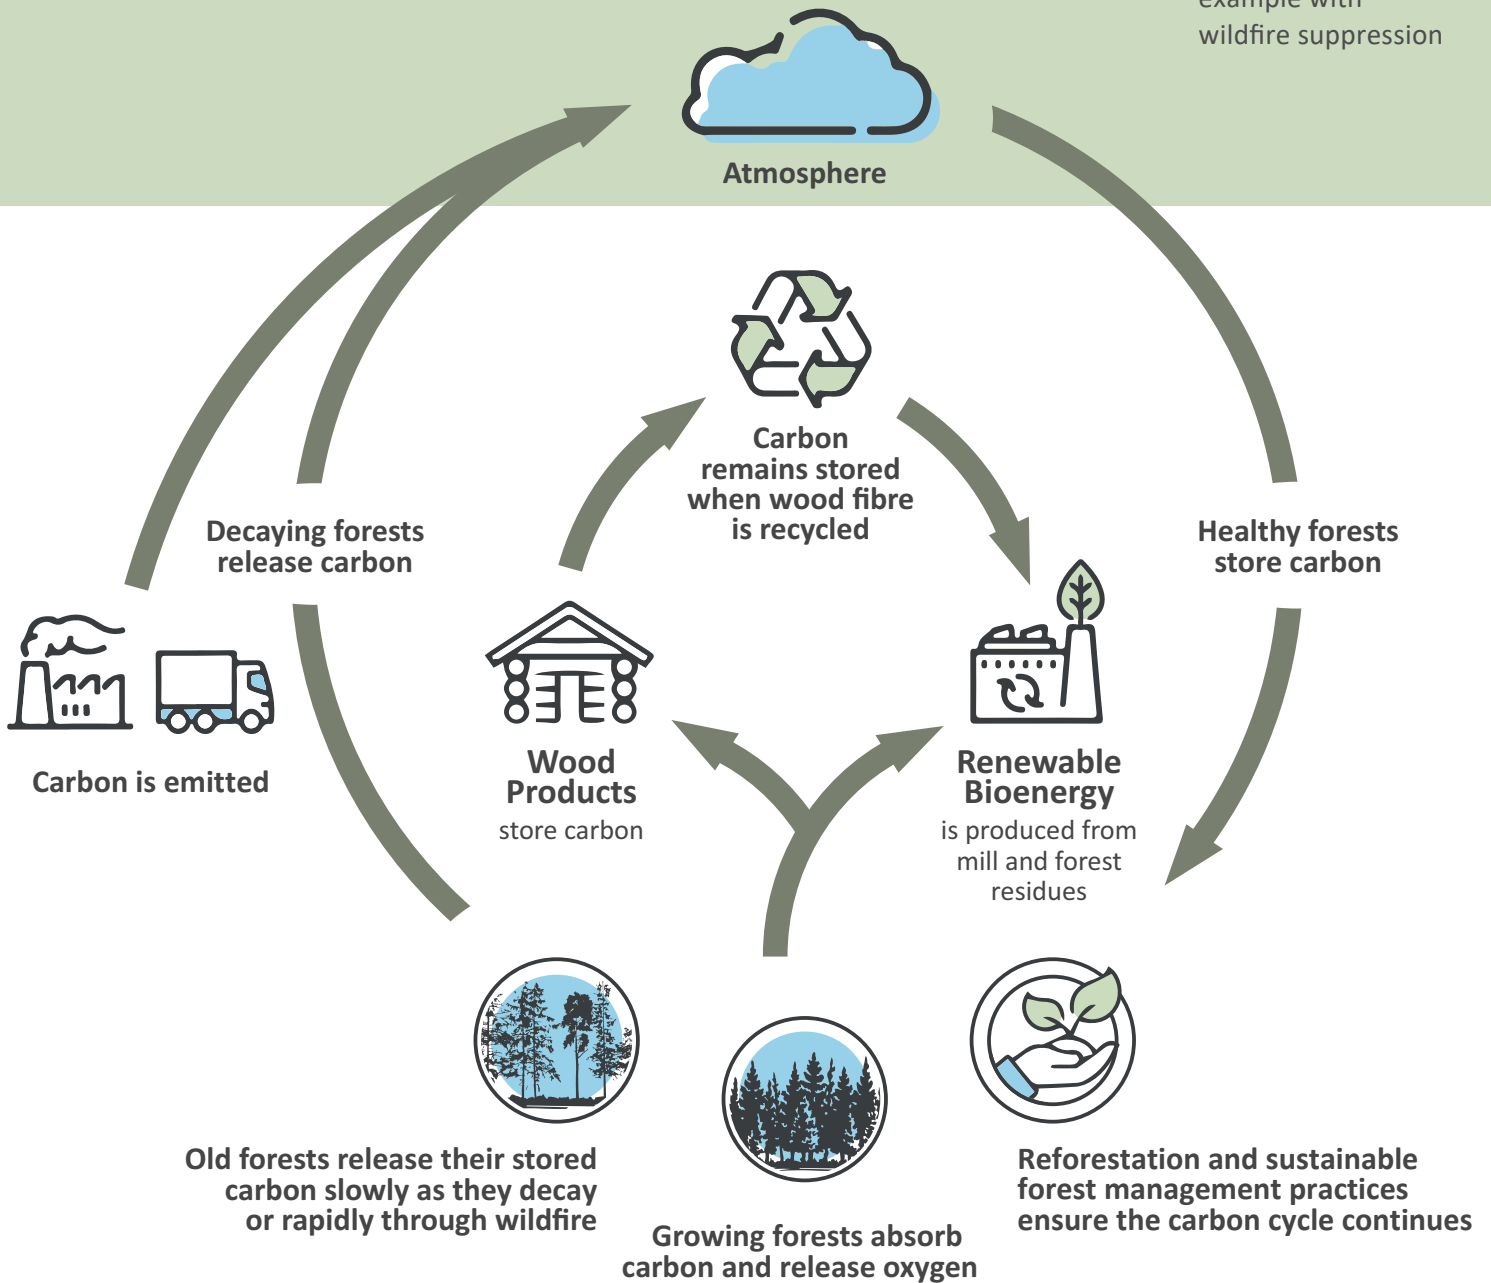 example with
wildfire suppression
Atmosphere
Carbon
remains stored
when wood fibre
is recycled
Decaying forests
release carbon
Healthy forests
store carbon
Carbon is emitted
Wood
Products
store carbon
Renewable
Bioenergy
is produced from
mill and forest
residues
Old forests release their stored
carbon slowly as they decay
or rapidly through wildfire
Growing forests absorb
carbon and release oxygen
Reforestation and sustainable
forest management practices
ensure the carbon cycle continues